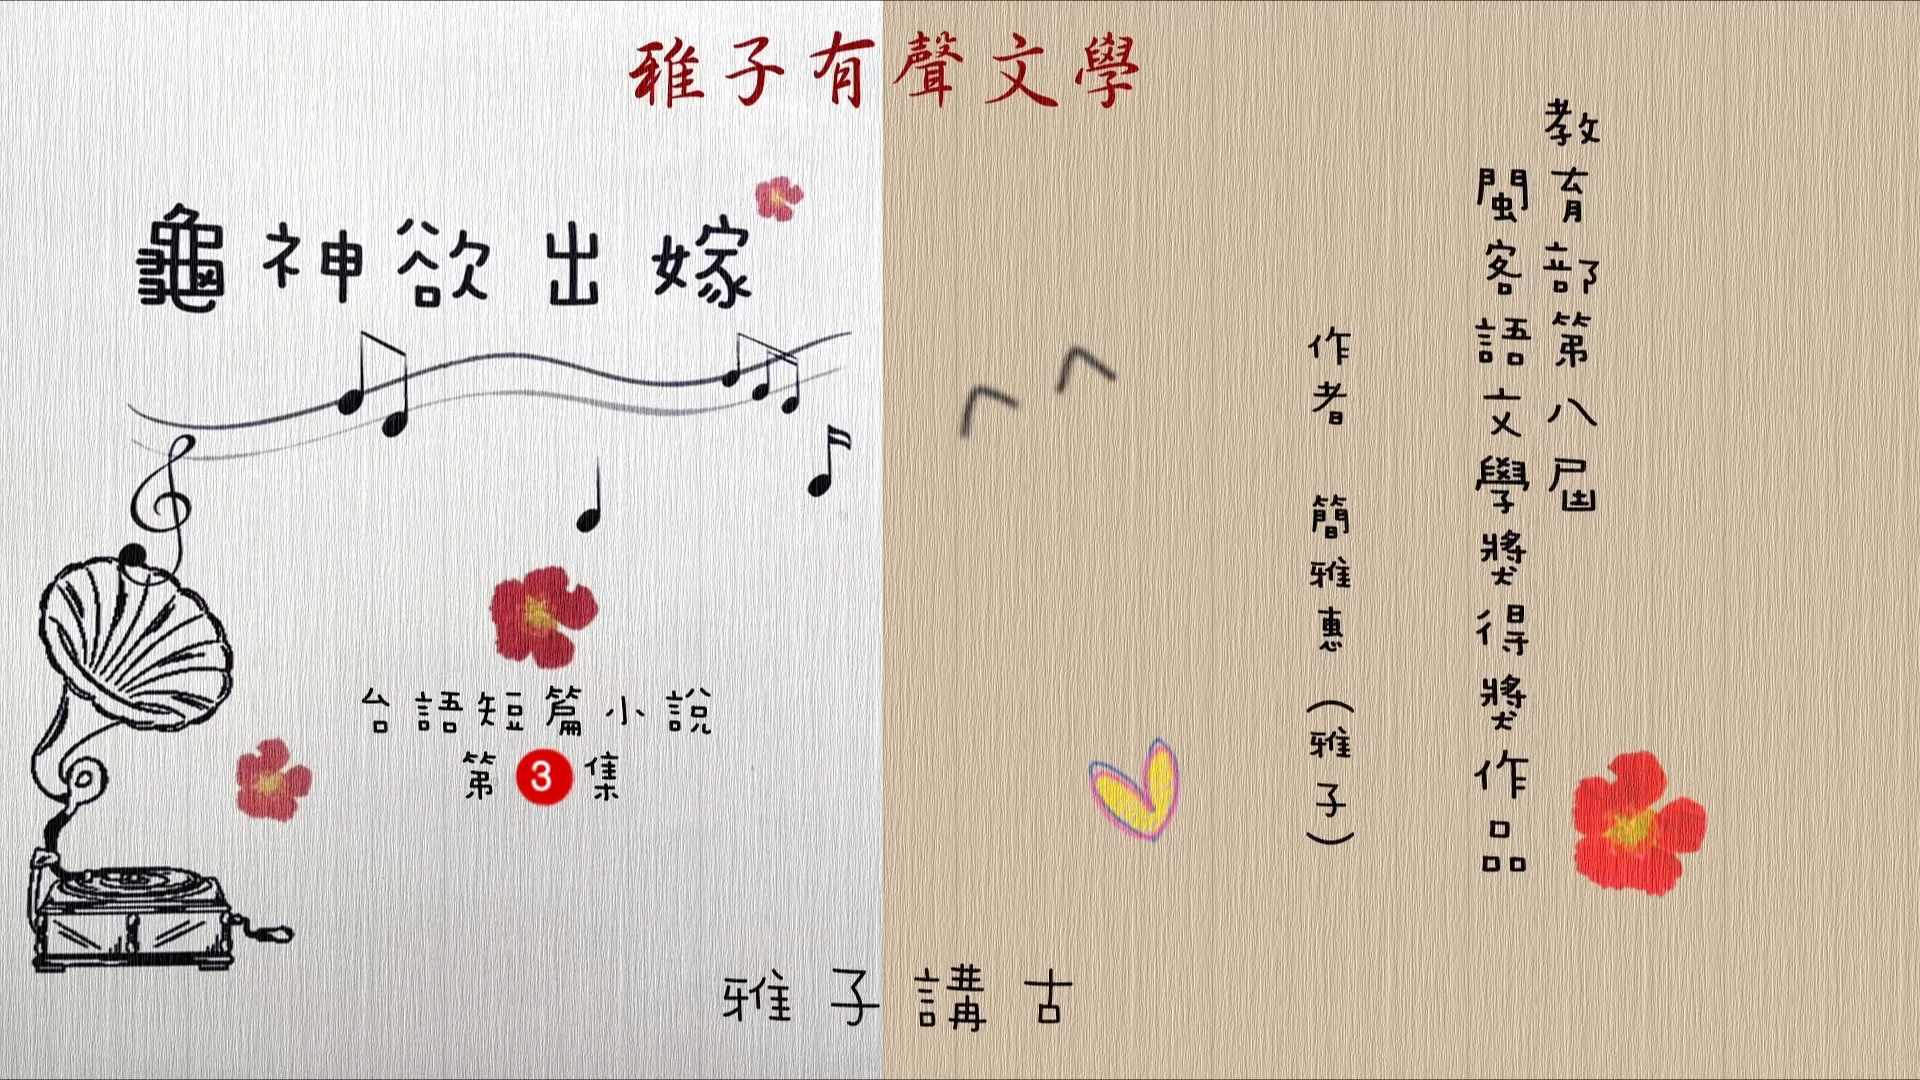 雅子有聲文學
龜神欲出嫁
台語短篇小說
第3集
教育部第八屆
閩客語文學獎得獎作品
作者 簡雅惠（雅子）
雅子講古